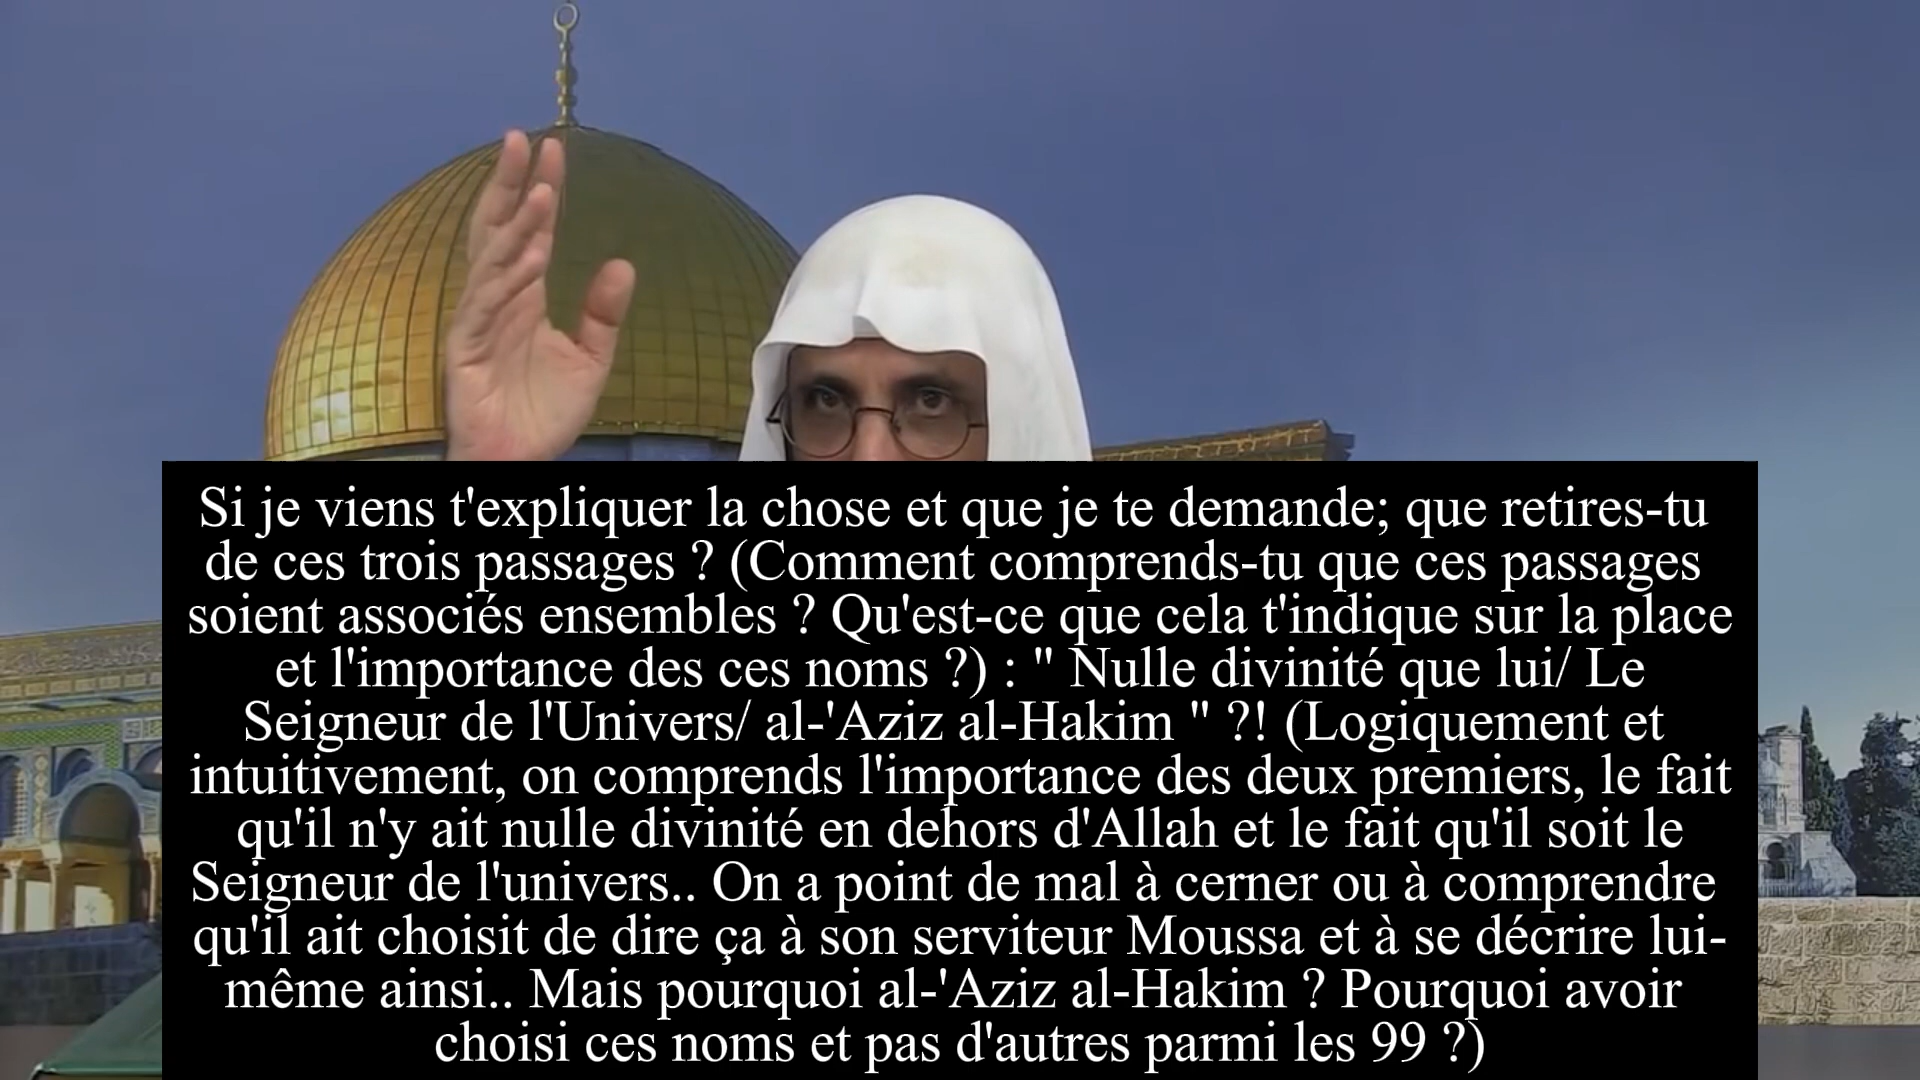 Si je viens t'expliquer la chose et que je te demande; que retires-tu
de ces trois passages ? (Comment comprends-tu que ces passages
soient associés ensembles ? Qu'est-ce que cela t'indique sur la place
et l'importance des ces noms ?) : " Nulle divinité que lui/ Le
Seigneur de l'Univers/ al-'Aziz al-Hakim " ?! (Logiquement et
intuitivement, on comprends l'importance des deux premiers, le fait
qu'il n'y ait nulle divinité en dehors d'Allah et le fait qu'il soit le
Seigneur de l'univers.. On a point de mal à cerner ou à comprendre
qu'il ait choisit de dire ça à son serviteur Moussa et à se décrire lui-
même ainsi.. Mais pourquoi al-'Aziz al-Hakim ? Pourquoi avoir
choisi ces noms et pas d'autres parmi les 99 ?)